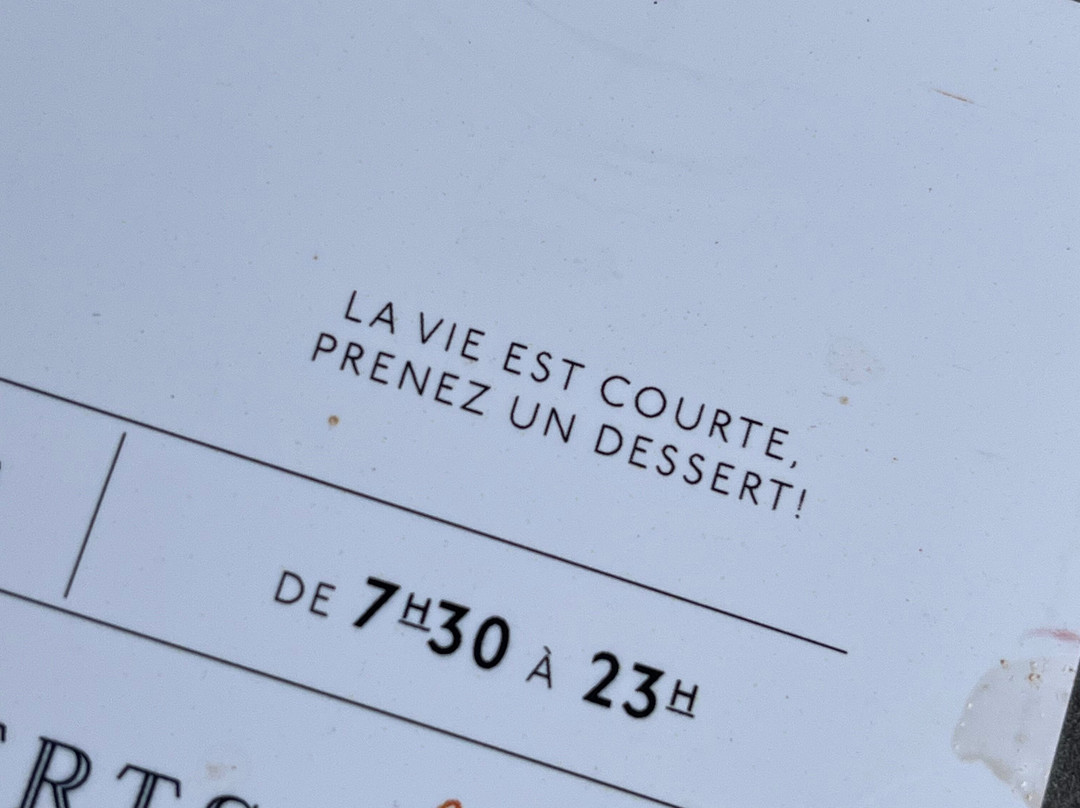 LA VIE EST COURTE,
PRENEZ UN DESSERT!
DE 7H30 À 23H